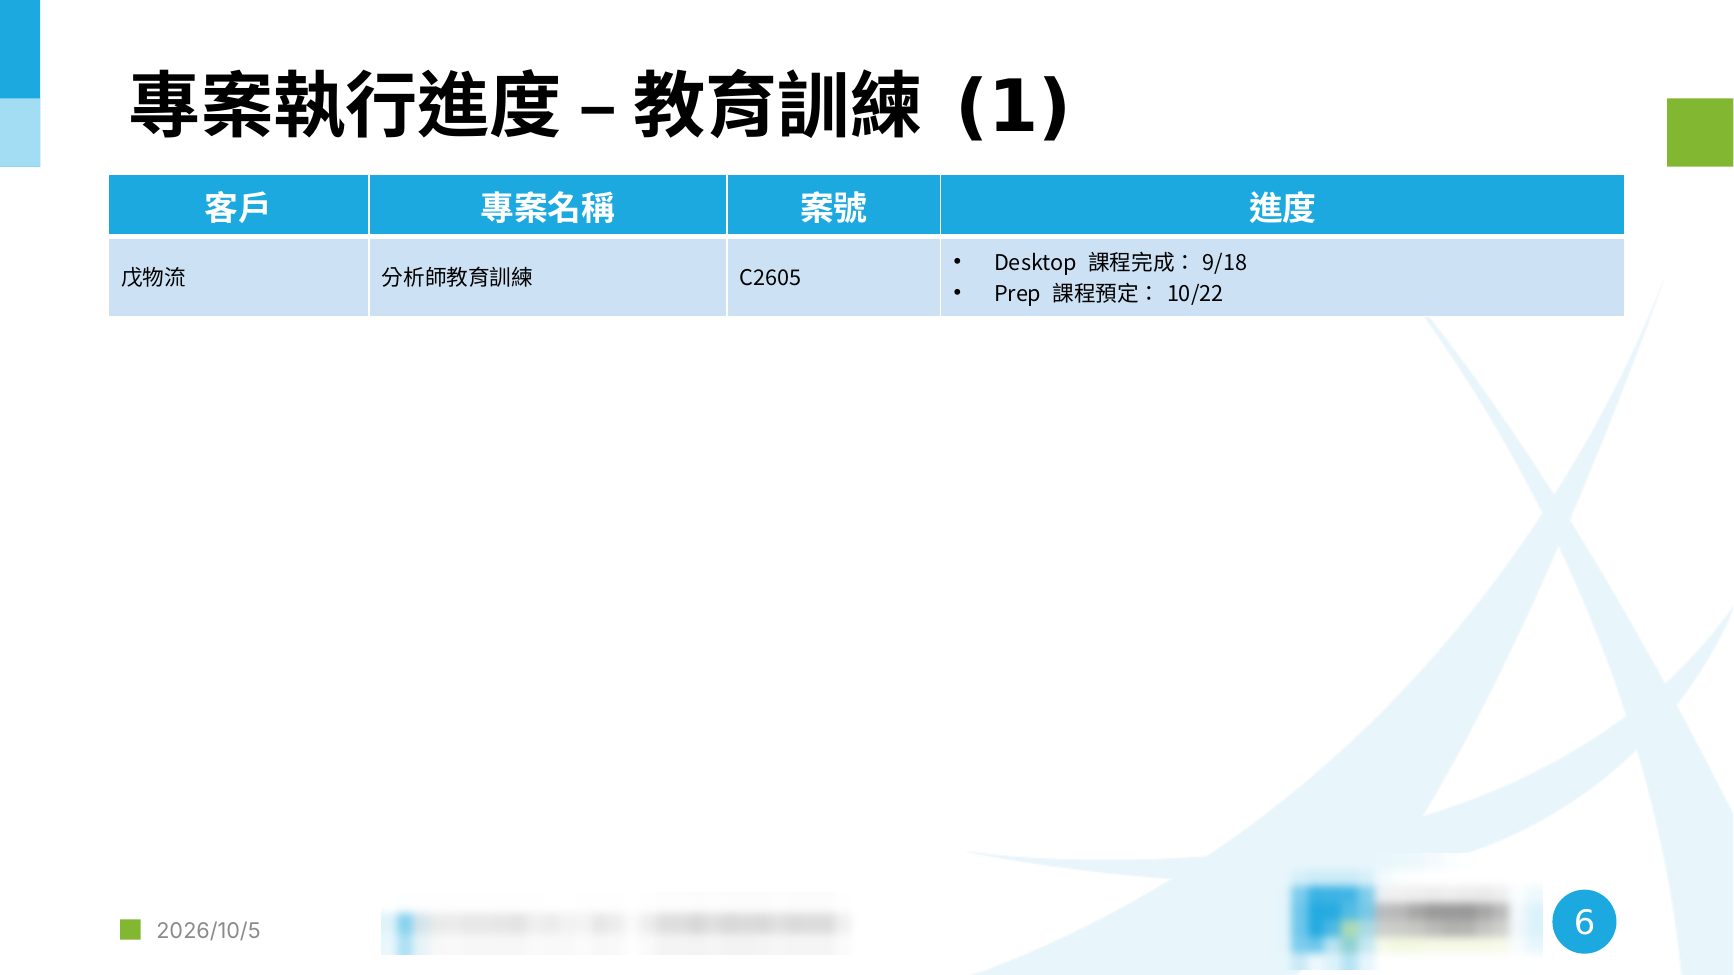 專案執行進度 – 教育訓練 (1)
客戶 專案名稱 案號 進度
戊物流 分析師教育訓練 C2605
• Desktop 課程完成： 9/18
• Prep 課程預定： 10/22
2026/10/5
6